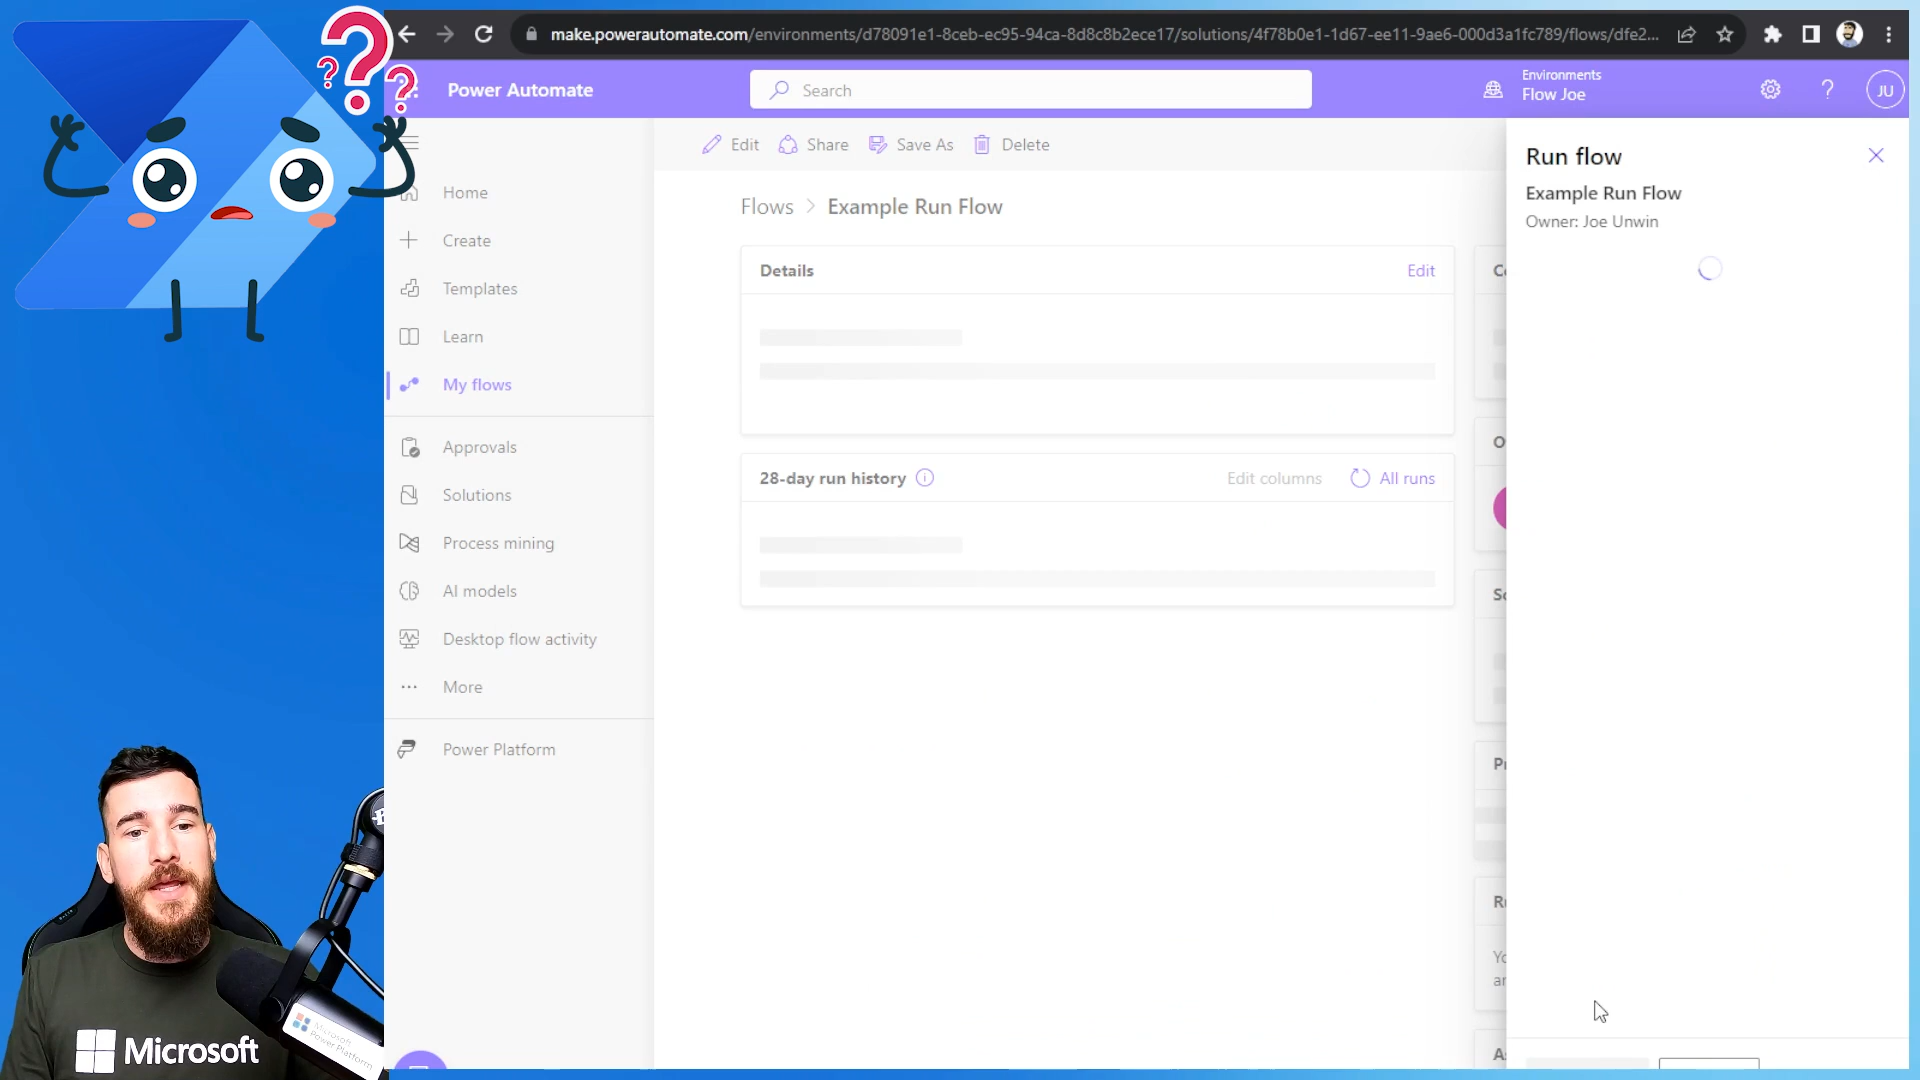 make.powerautomate.com/environments/d78091e1-8ceb-ec95-94ca-8d8c8b2ece17/solutions/4f78b0e1-1d67-ee11-9ae6-000d3a1fc789/flows/dfe2...
Power Automate
Search
Environments
Flow Joe
?
JU
Edit
Share
Save As
Delete
Home
Create
Templates
Learn
My flows
Approvals
Solutions
Process mining
AI models
Desktop flow activity
More
Power Platform
Flows > Example Run Flow
Details
Edit
28-day run history
Edit columns
All runs
Run flow
Example Run Flow
Owner: Joe Unwin
???
Microsoft
Microsoft
Power Platform